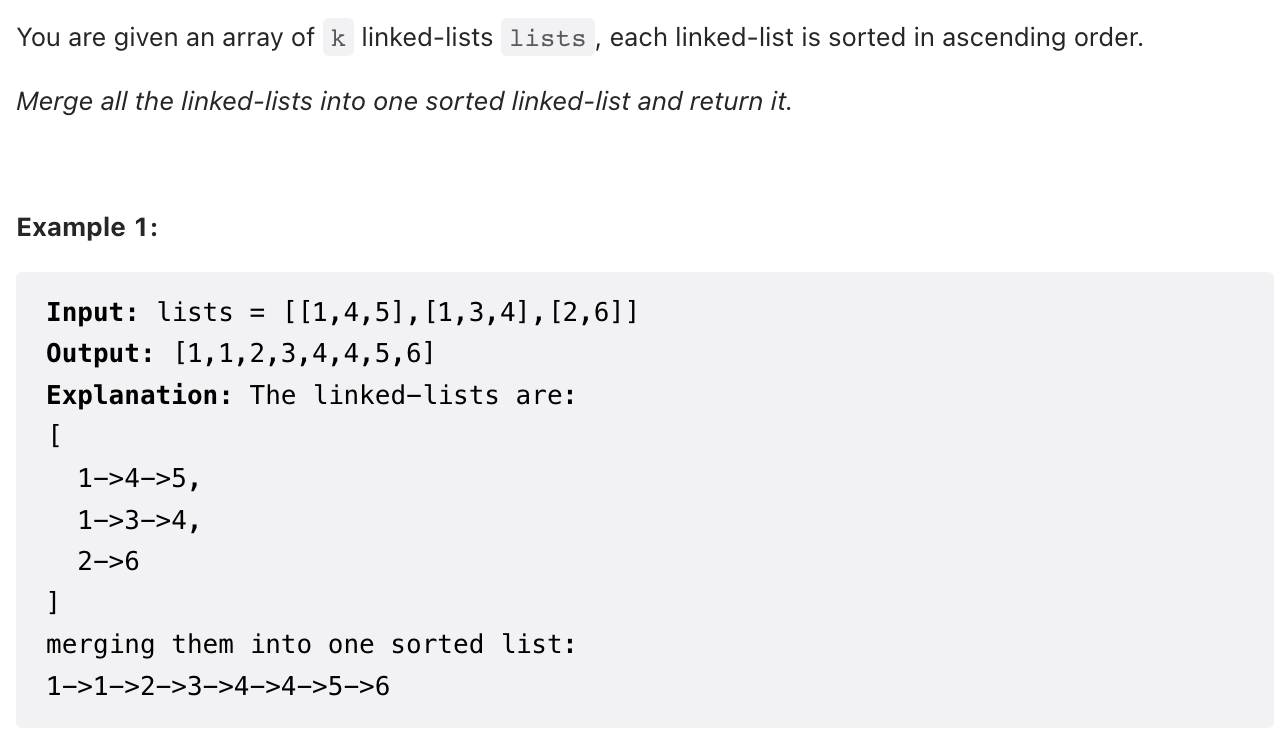 You are given an array of k linked-lists lists, each linked-list is sorted in ascending order.
Merge all the linked-lists into one sorted linked-list and return it.
Example 1:
Input: lists = [[1,4,5],[1,3,4],[2,6]]
Output: [1,1,2,3,4,4,5,6]
Explanation: The linked-lists are:
[
  1->4->5,
  1->3->4,
  2->6
]
merging them into one sorted list:
1->1->2->3->4->4->5->6